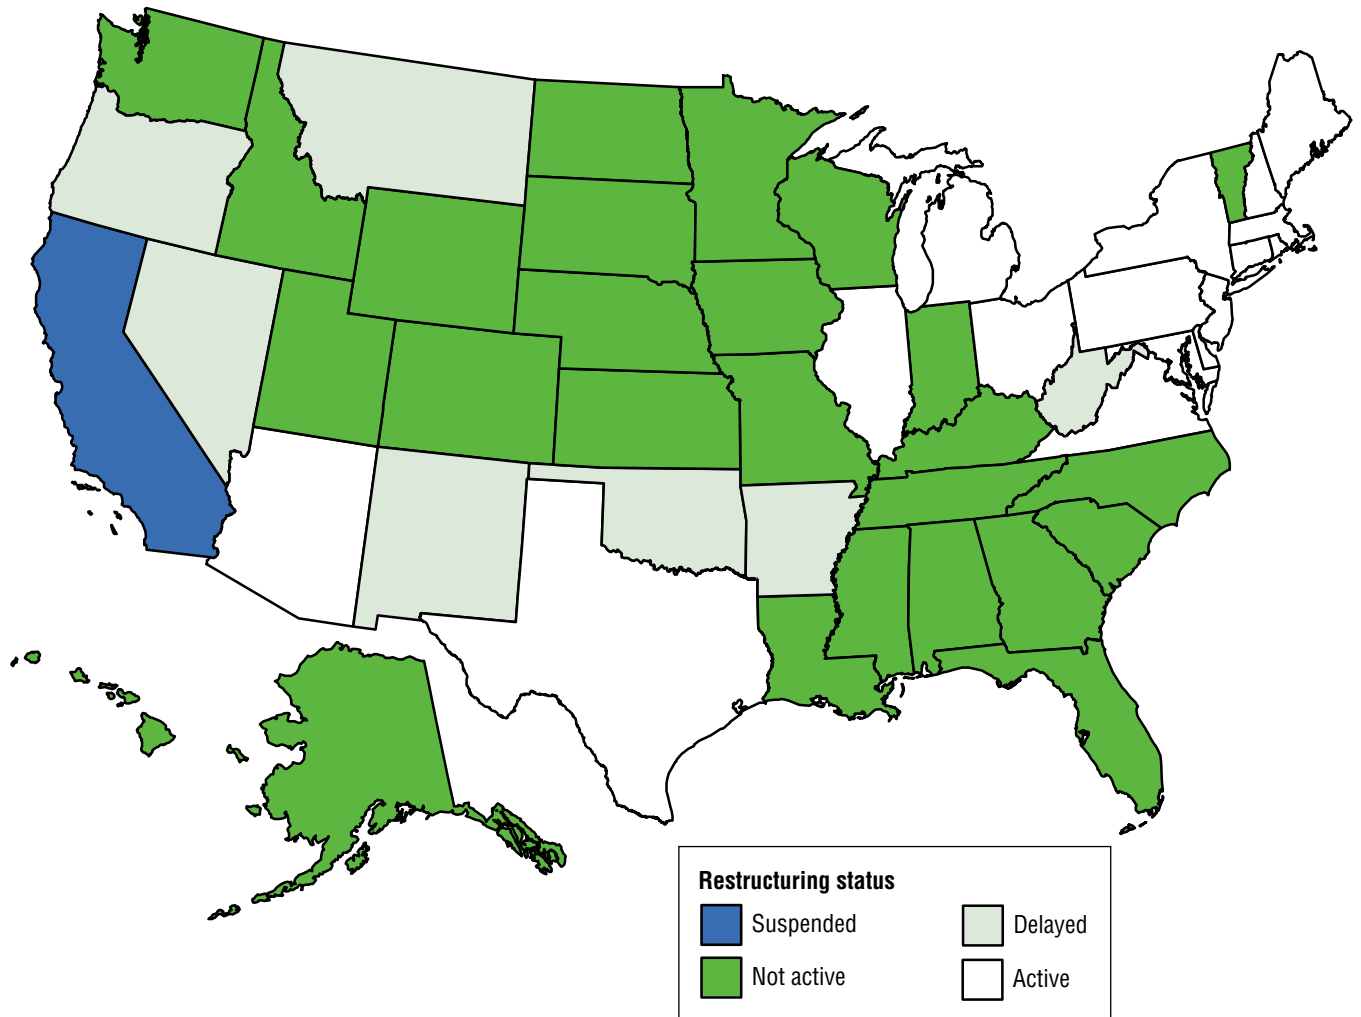 Restructuring status
Suspended
Delayed
Not active
Active